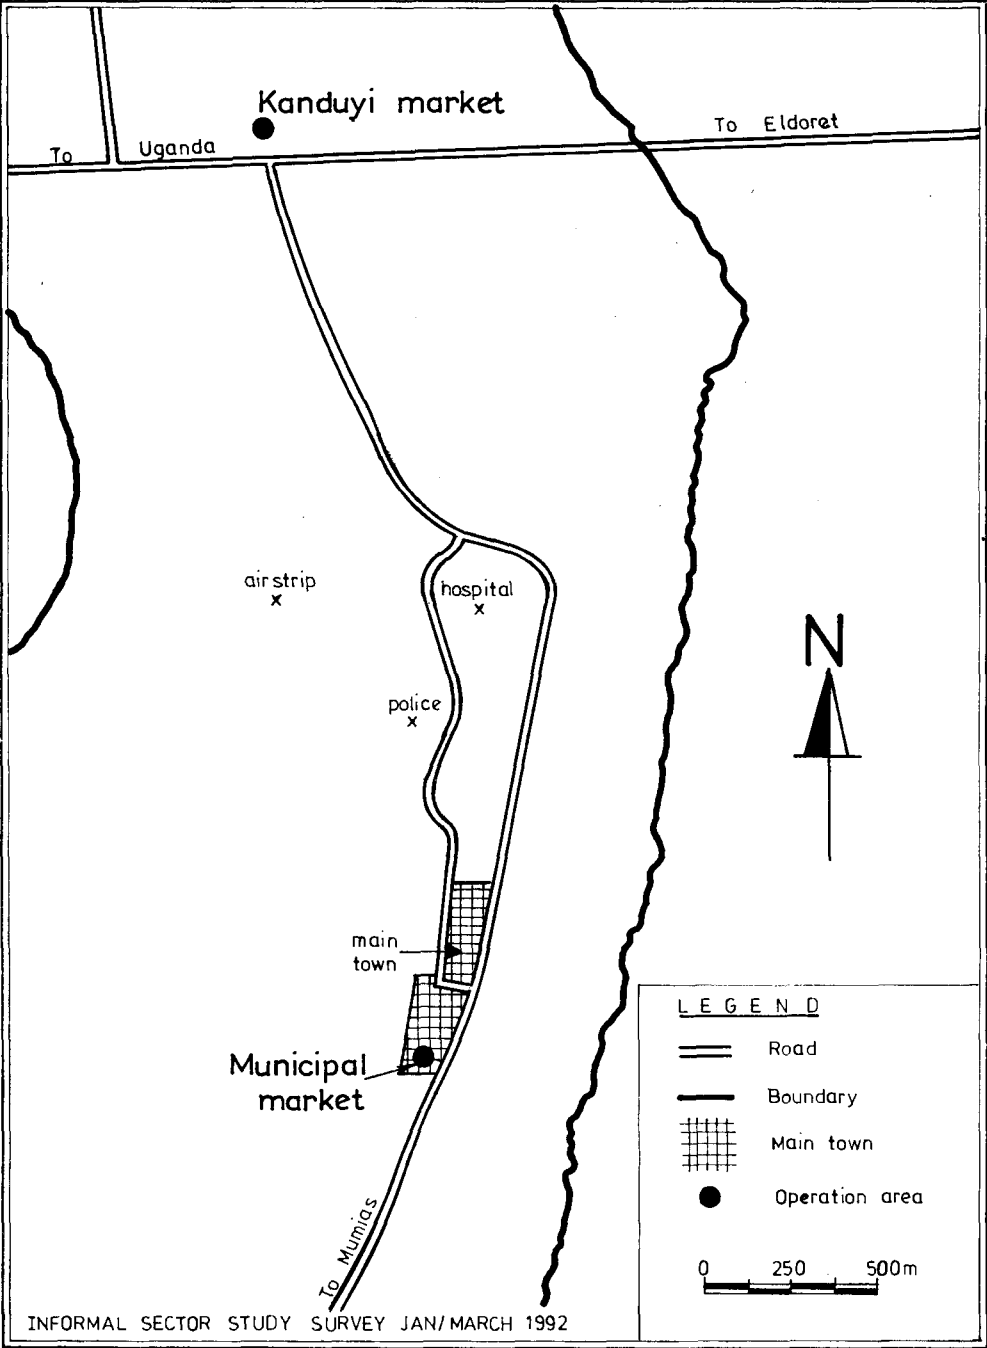 Kanduyi market
To Uganda
To Eldoret
airstrip
x
hospital
x
N
police
x
main
town
Municipal
market
To Mumias
LEGEND
Road
Boundary
Main town
Operation area
0 250 500m
INFORMAL SECTOR STUDY SURVEY JAN/MARCH 1992